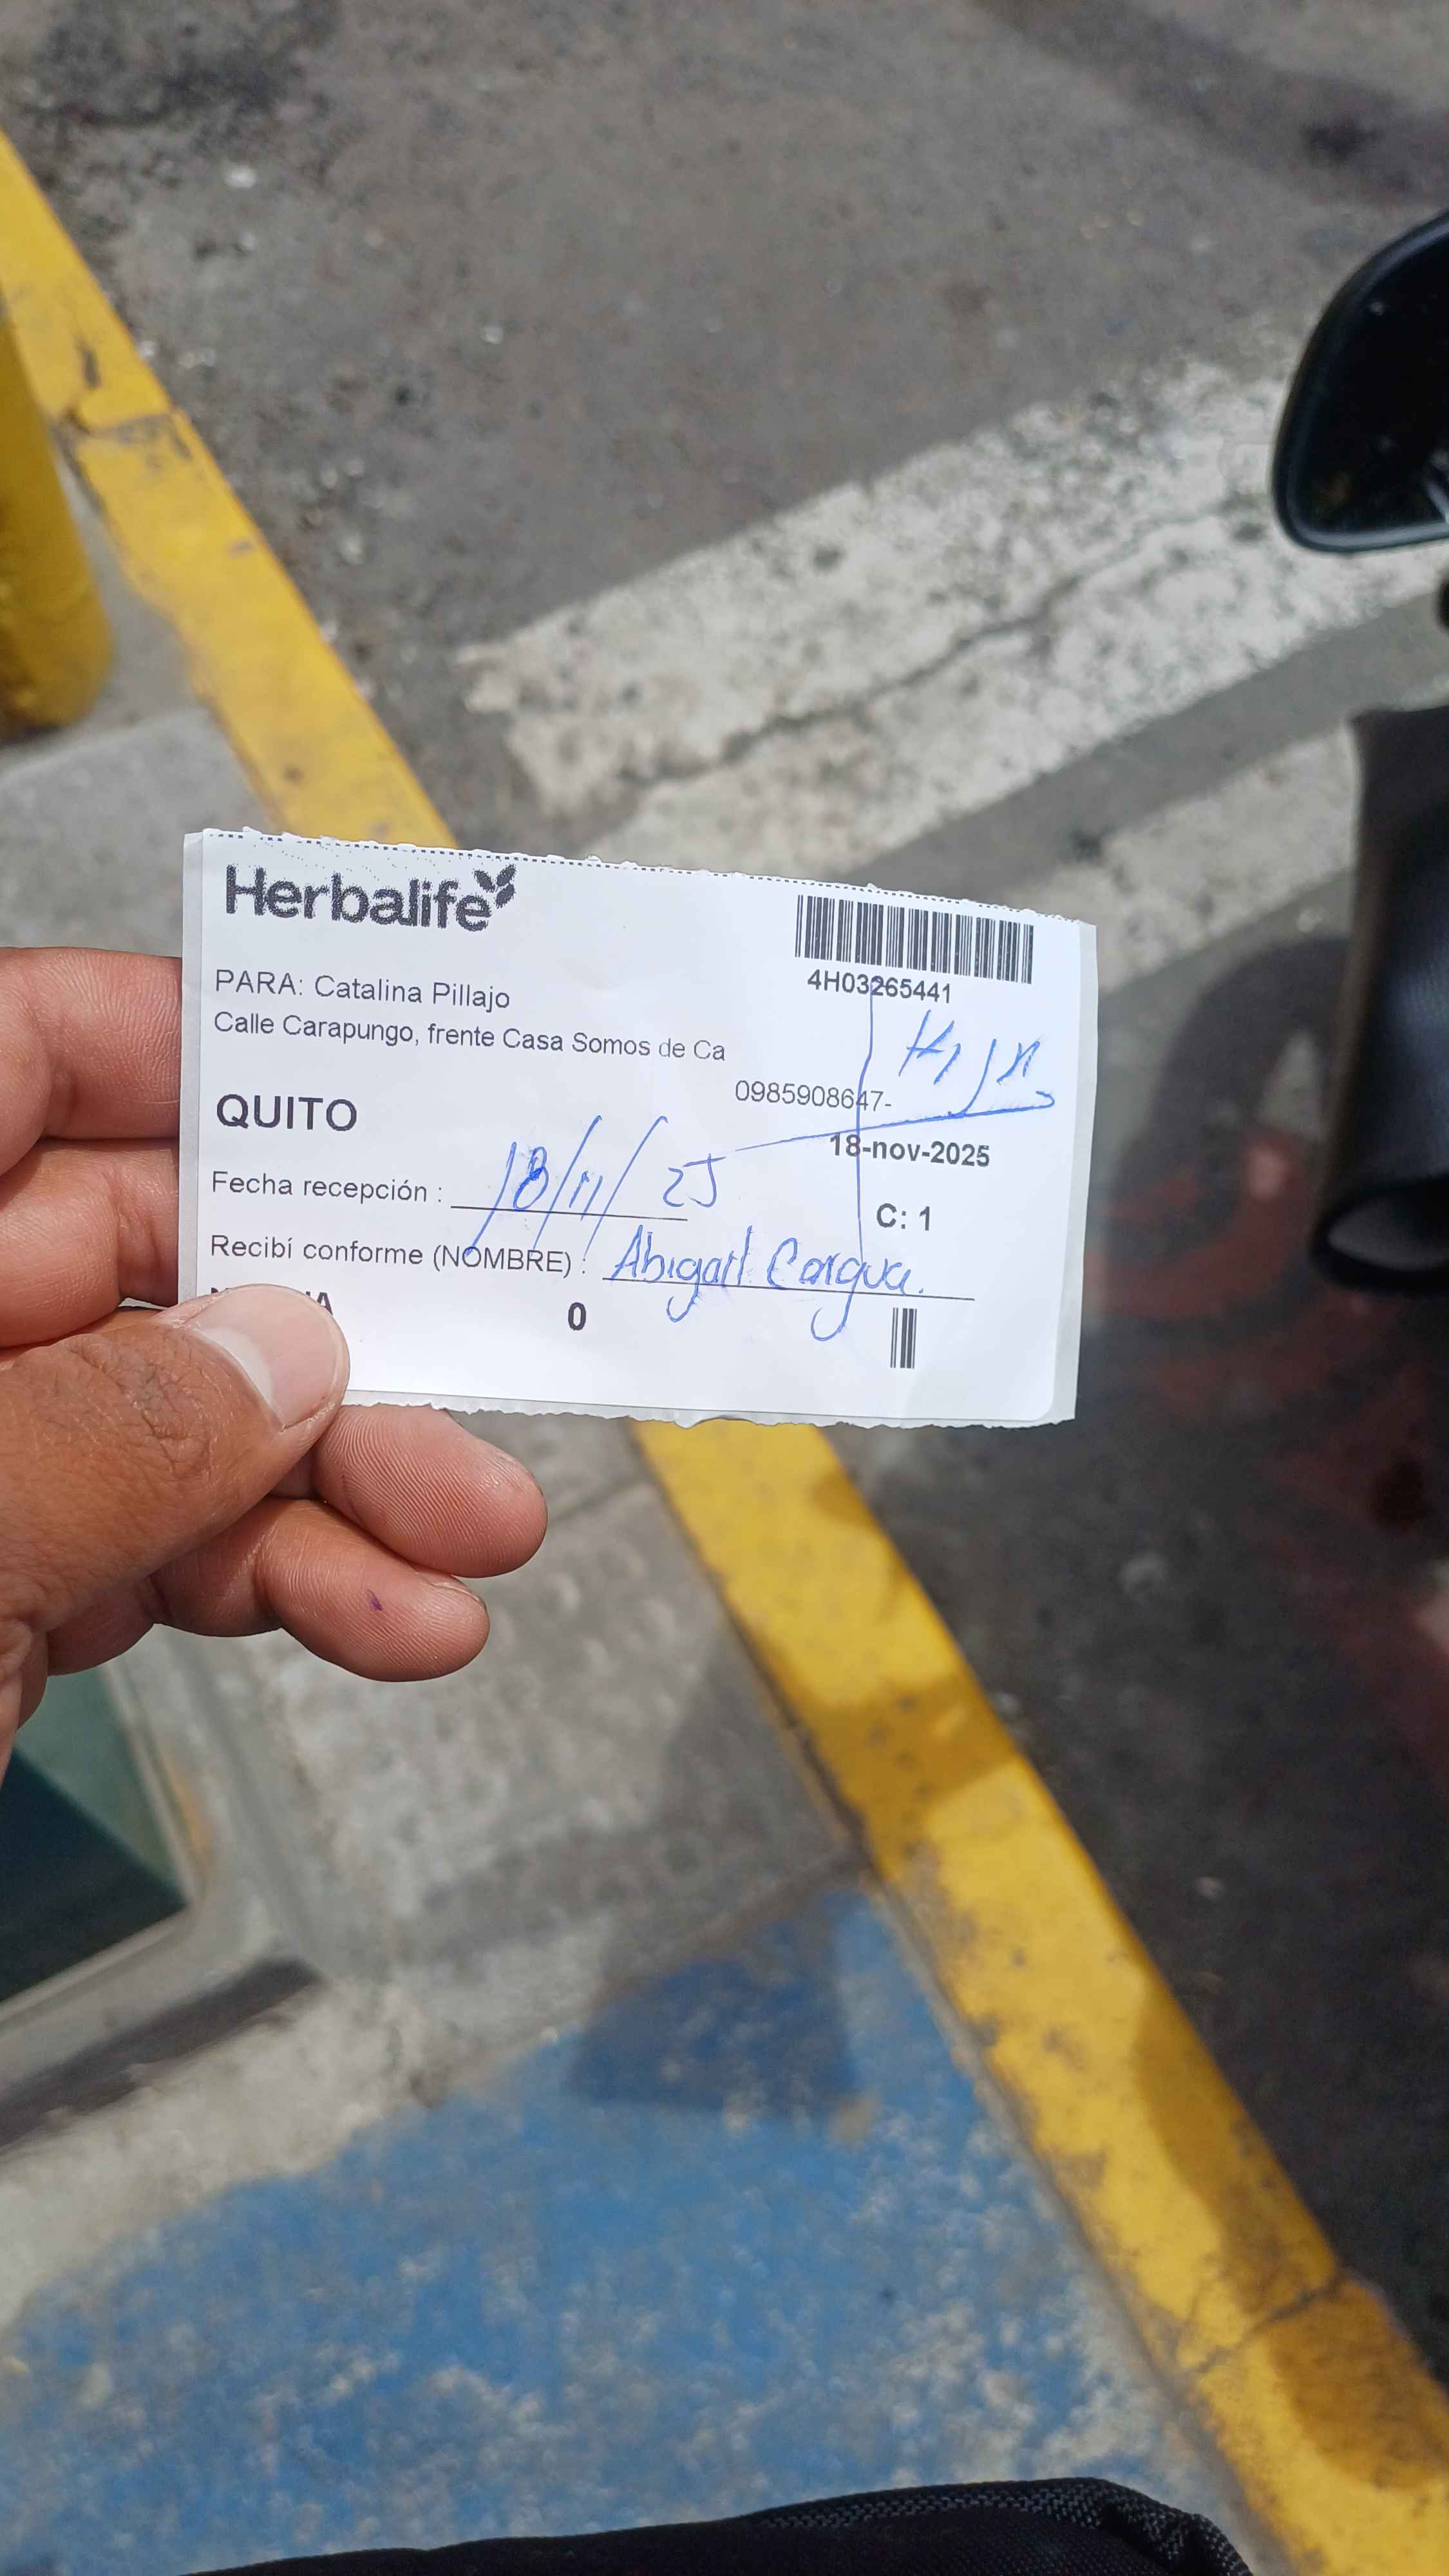 Herbalife
4H03265441
PARA: Catalina Pillajo
Calle Carapungo, frente Casa Somos de Ca
0985908647-
QUITO
18-nov-2025
Fecha recepción : 18/11/25
C: 1
Recibí conforme (NOMBRE) : Abigail Cargua.
0